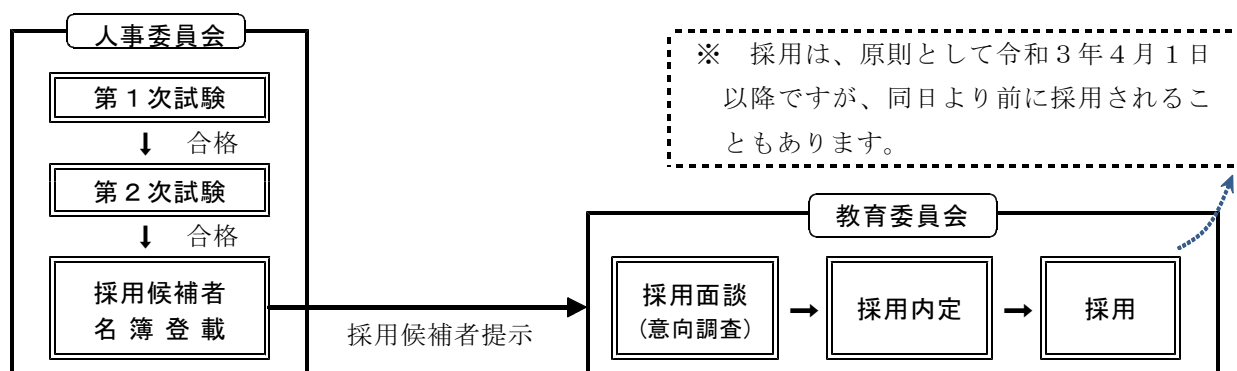 人事委員会
第1次試験
合格
第2次試験
合格
採用候補者
名簿登載
採用候補者提示
※ 採用は、原則として令和3年4月1日
以降ですが、同日より前に採用されるこ
ともあります。
教育委員会
採用面談
(意向調査)
採用内定
採用